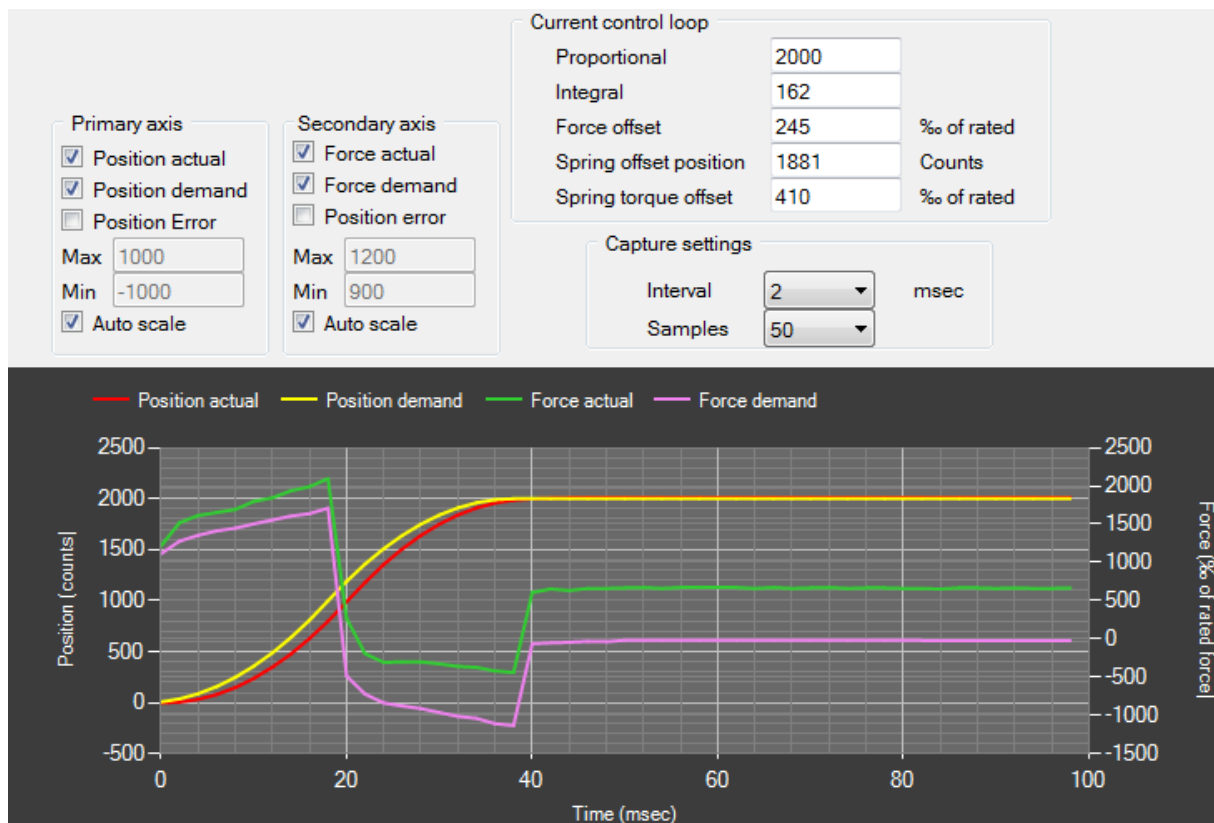 Current control loop
Proportional 2000
Integral 162
Force offset 245 ‰ of rated
Spring offset position 1881 Counts
Spring torque offset 410 ‰ of rated
Primary axis
Position actual
Position demand
Position Error
Max 1000
Min -1000
Auto scale
Secondary axis
Force actual
Force demand
Position error
Max 1200
Min 900
Auto scale
Capture settings
Interval 2 msec
Samples 50
Position actual Position demand Force actual Force demand
2500
2000
1500
1000
500
0
-500
Position [counts]
2500
2000
1500
1000
500
0
-500
-1000
-1500
Force [‰ of rated force]
0 20 40 60 80 100
Time (msec)